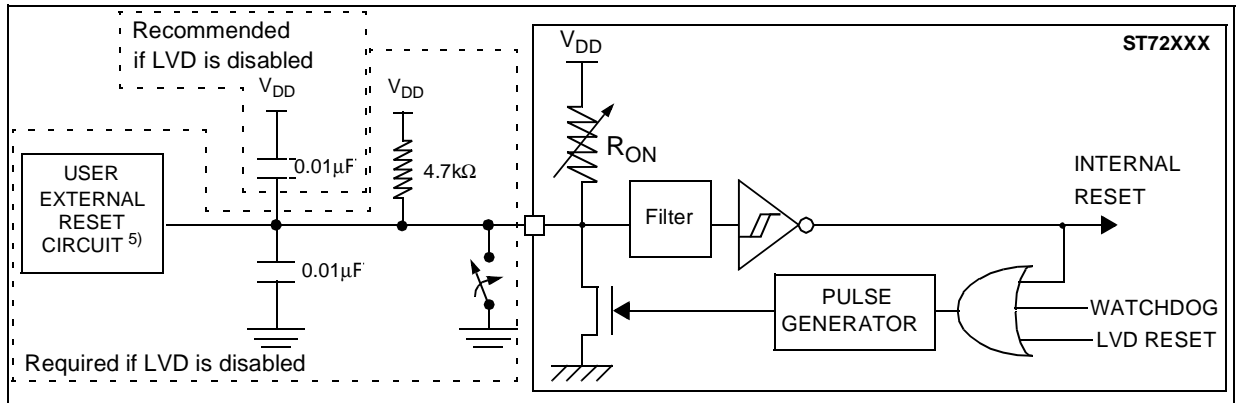 Recommended
if LVD is disabled
VDD
0.01μF
VDD
4.7kΩ
USER
EXTERNAL
RESET
CIRCUIT 5)
0.01μF
Required if LVD is disabled
ST72XXX
VDD
RON
Filter
INTERNAL
RESET
PULSE
GENERATOR
WATCHDOG
LVD RESET